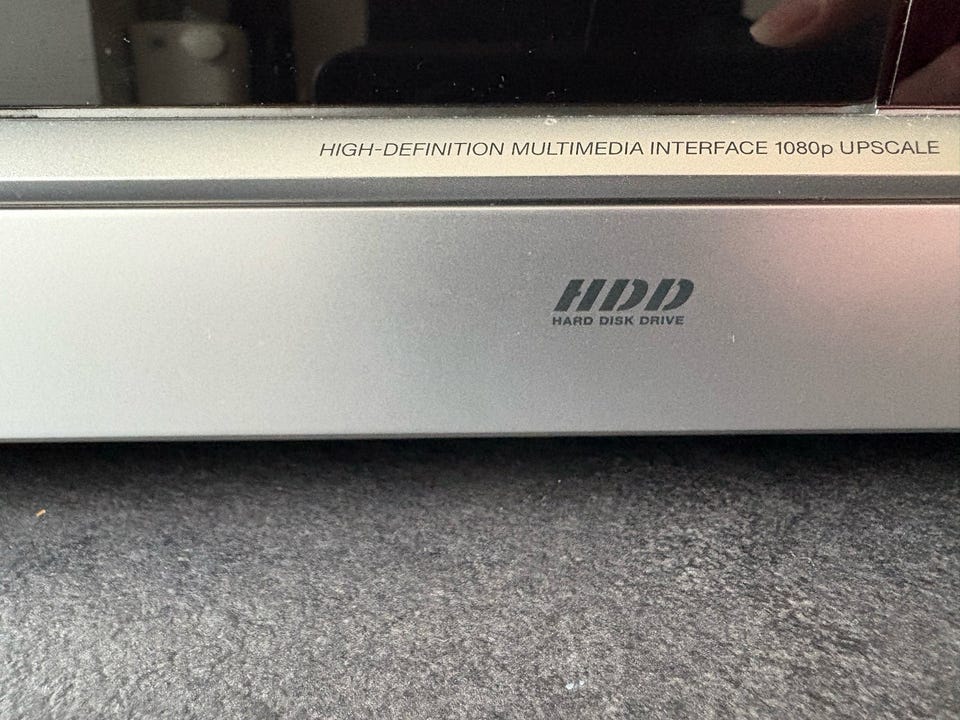 HIGH-DEFINITION MULTIMEDIA INTERFACE 1080p UPSCALE
HDD
HARD DISK DRIVE